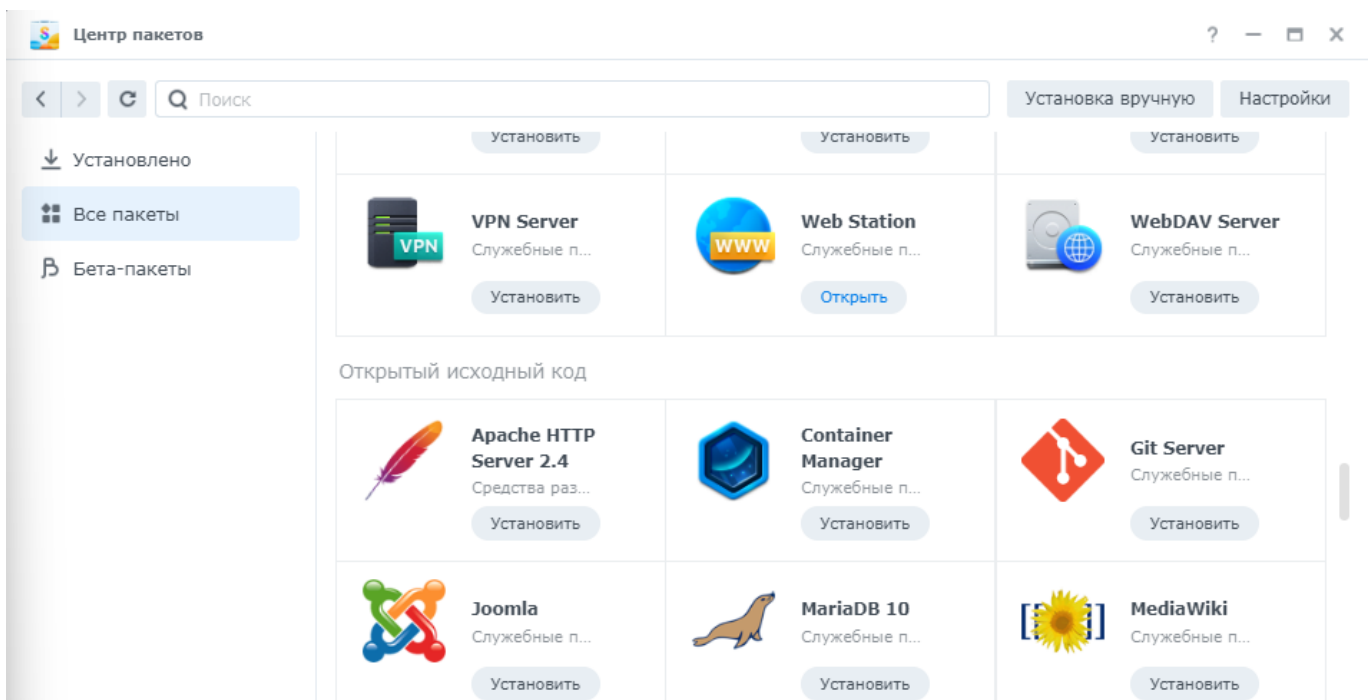 Центр пакетов
?
Поиск
Установка вручную
Настройки
Установлено
Все пакеты
Бета-пакеты
Установить
Установить
Установить
VPN
VPN Server
Служебные п...
Установить
www
Web Station
Служебные п...
Открыть
WebDAV Server
Служебные п...
Установить
Открытый исходный код
Apache HTTP
Server 2.4
Средства раз...
Установить
Container
Manager
Служебные п...
Установить
Git Server
Служебные п...
Установить
Joomla
Служебные п...
Установить
MariaDB 10
Служебные п...
Установить
MediaWiki
Служебные п...
Установить